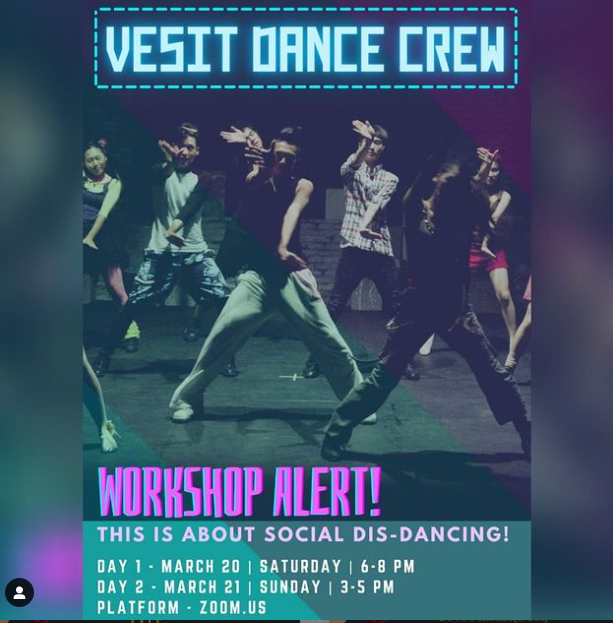 VESIT DANCE CREW
WORKSHOP ALERT!
THIS IS ABOUT SOCIAL DIS-DANCING!
DAY 1 - MARCH 20 | SATURDAY | 6-8 PM
DAY 2 - MARCH 21 | SUNDAY | 3-5 PM
PLATFORM - ZOOM.US